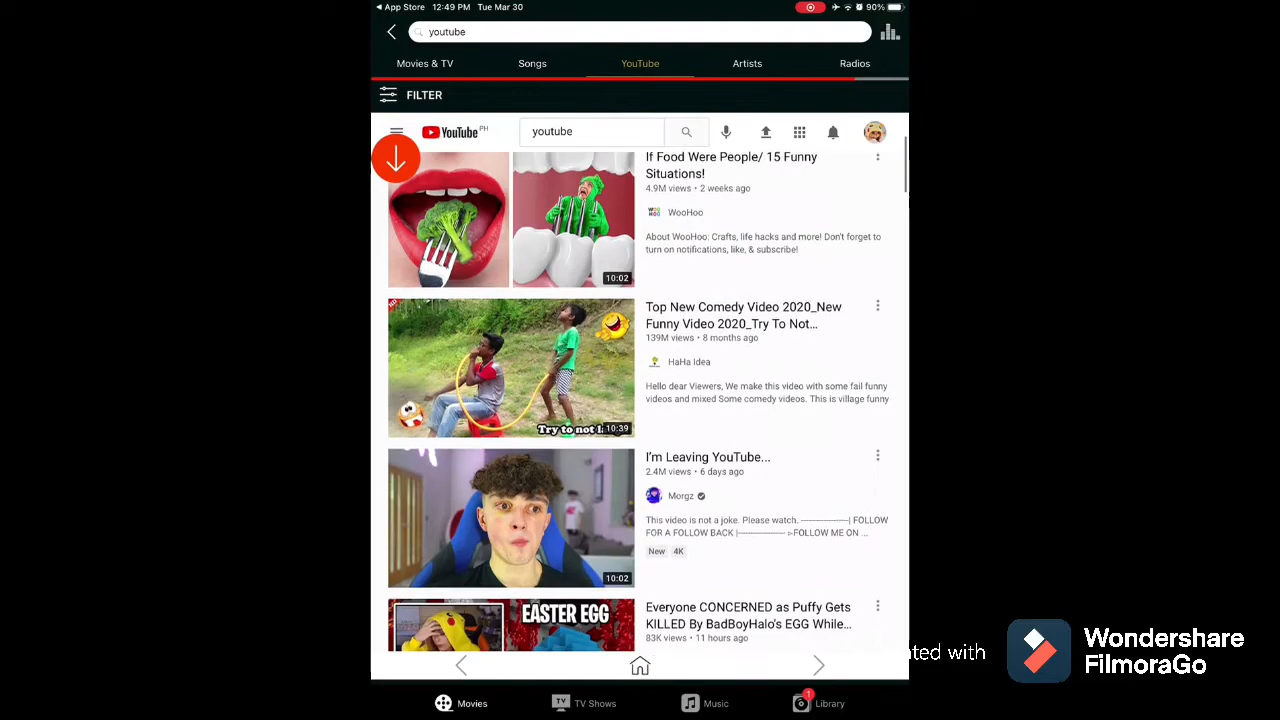 App Store 12:49 PM Tue Mar 30 90%
youtube
Movies & TV Songs YouTube Artists Radios
FILTER
YouTube PH youtube
If Food Were People/ 15 Funny
Situations!
4.9M views • 2 weeks ago
WooHoo
About WooHoo: Crafts, life hacks and more! Don't forget to
turn on notifications, like, & subscribe!
10:02
Top New Comedy Video 2020_New
Funny Video 2020_Try To Not...
139M views • 8 months ago
HaHa Idea
Hello dear Viewers, We make this video with some fail funny
videos and mixed Some comedy videos. This is village funny
Try to not
10:39
I'm Leaving YouTube...
2.4M views • 6 days ago
Morgz
This video is not a joke. Please watch. -----------------| FOLLOW
FOR A FOLLOW BACK |----------------- ▻FOLLOW ME ON ...
New 4K
10:02
EASTER EGG
Everyone CONCERNED as Puffy Gets
KILLED By BadBoyHalo's EGG While...
83K views • 11 hours ago
Movies TV Shows Music 1 Library
ted with
Wondershare
FilmoraGo